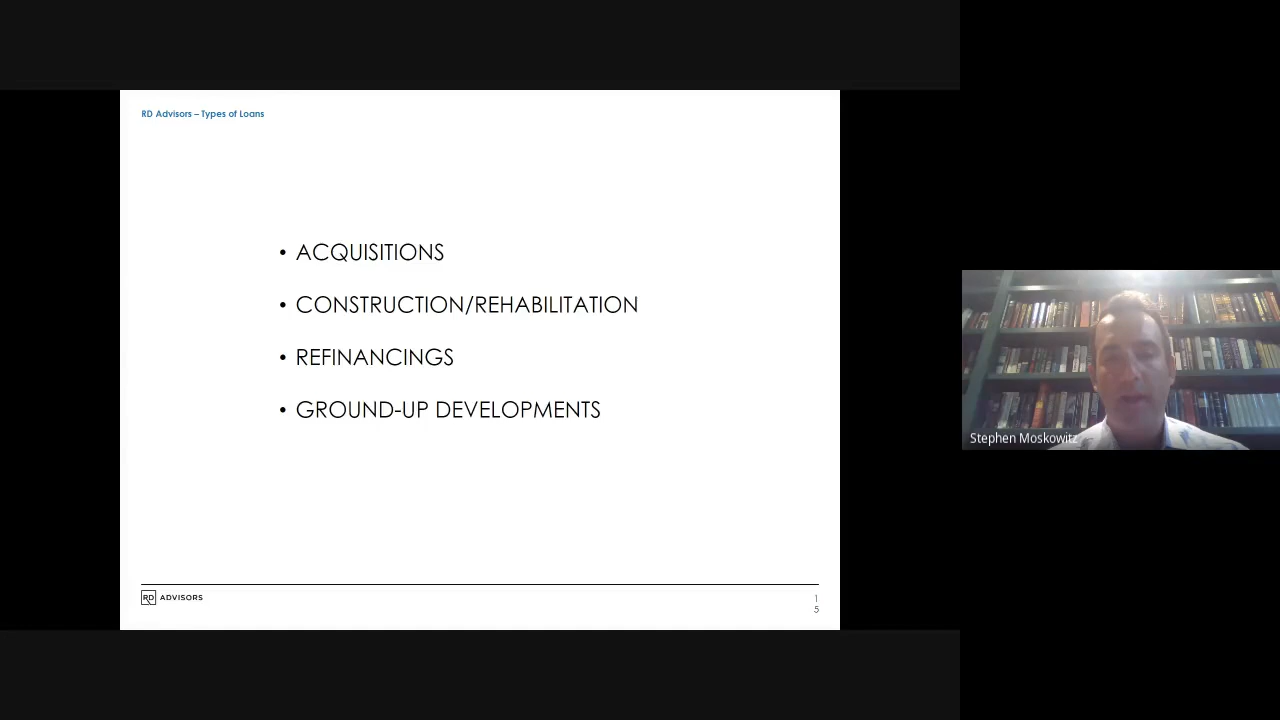 RD Advisors – Types of Loans
• ACQUISITIONS
• CONSTRUCTION/REHABILITATION
• REFINANCINGS
• GROUND-UP DEVELOPMENTS
RD ADVISORS
1
5
Stephen Moskowitz